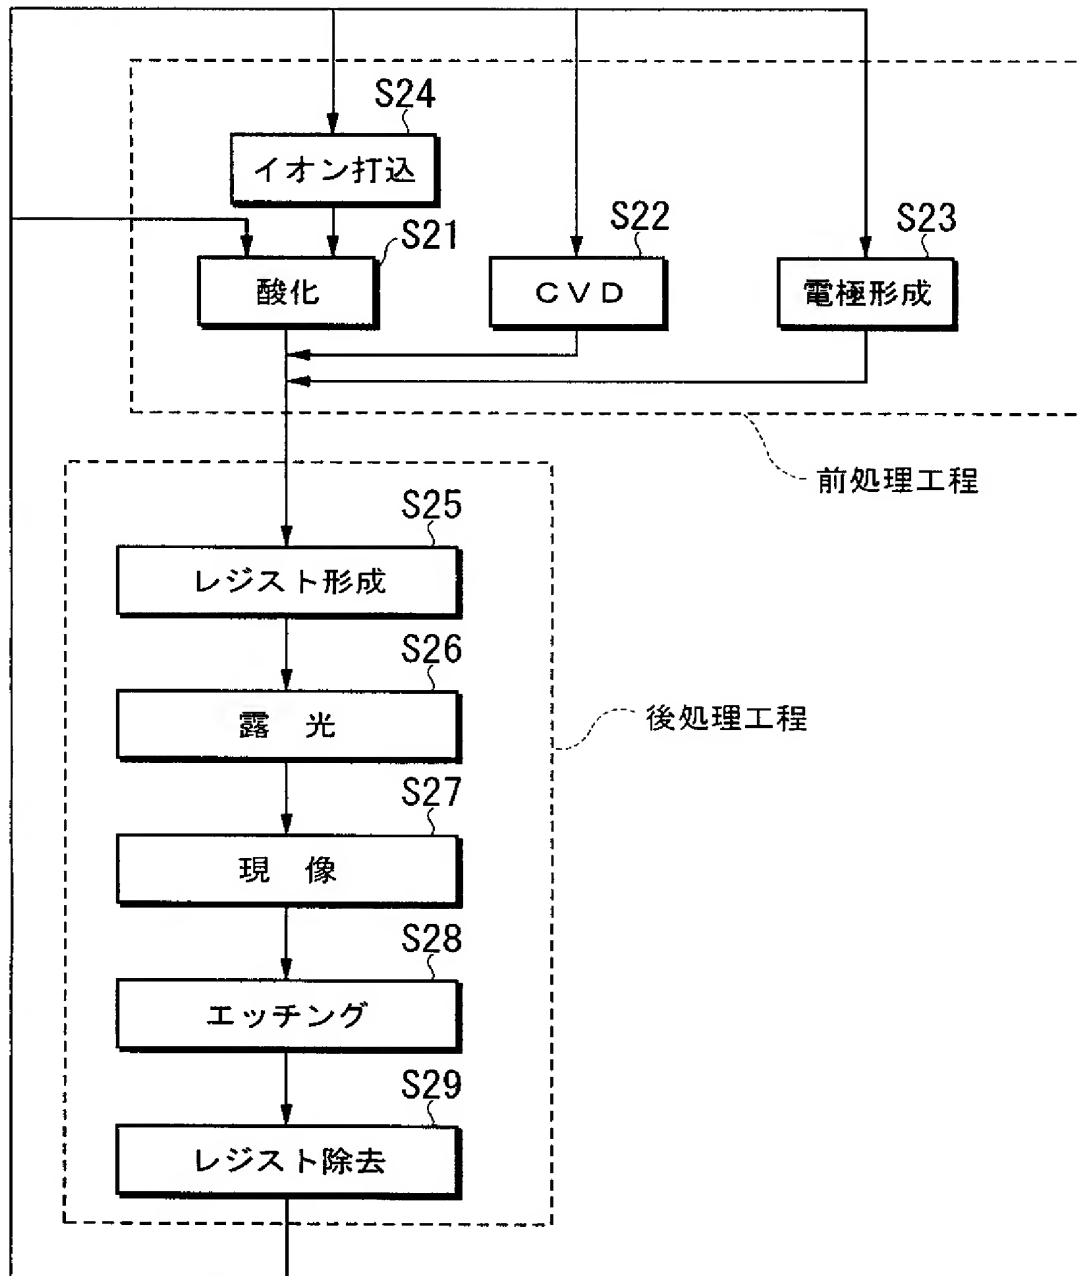 S24
イオン打込
S21
酸化
S22
CVD
S23
電極形成
前処理工程
S25
レジスト形成
S26
露 光
後処理工程
S27
現 像
S28
エッチング
S29
レジスト除去